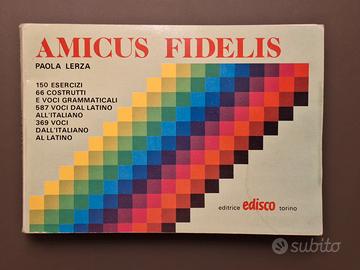 AMICUS FIDELIS
PAOLA LERZA
150 ESERCIZI
66 COSTRUTTI
E VOCI GRAMMATICALI
587 VOCI DAL LATINO
ALL'ITALIANO
369 VOCI
DALL'ITALIANO
AL LATINO
editrice edisco torino
subito